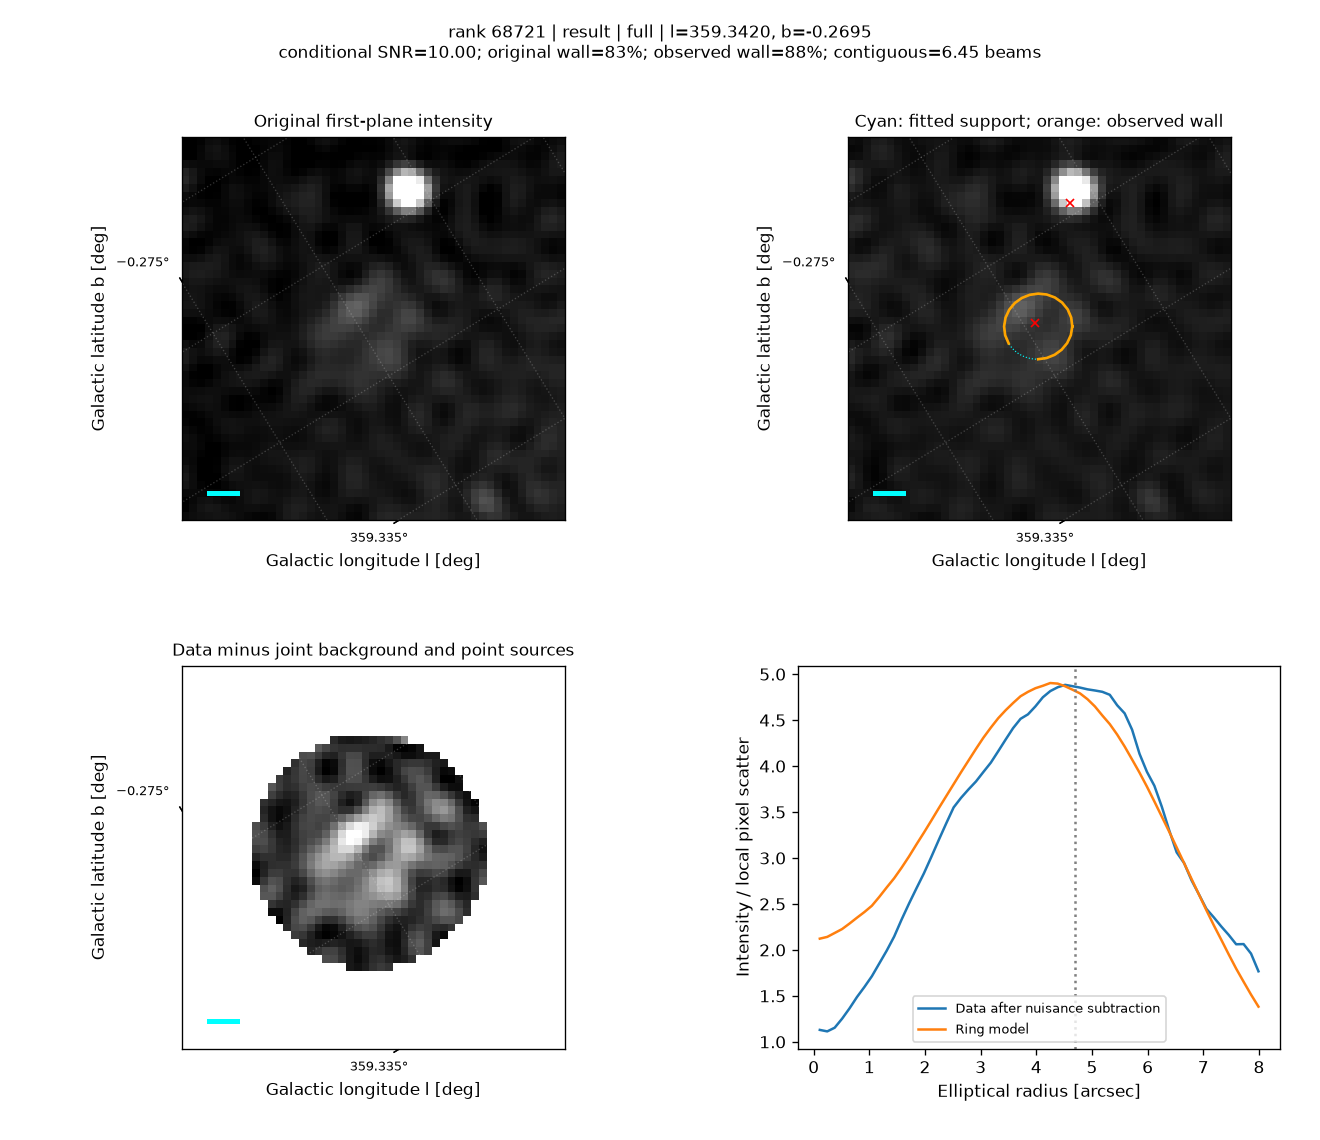 rank 68721 | result | full | l=359.3420, b=-0.2695
conditional SNR=10.00; original wall=83%; observed wall=88%; contiguous=6.45 beams
Original first-plane intensity
Galactic latitude b [deg]
−0.275°
359.335°
Galactic longitude l [deg]
Cyan: fitted support; orange: observed wall
Galactic latitude b [deg]
−0.275°
359.335°
Galactic longitude l [deg]
Data minus joint background and point sources
Galactic latitude b [deg]
−0.275°
359.335°
Galactic longitude l [deg]
Intensity / local pixel scatter
5.0
4.5
4.0
3.5
3.0
2.5
2.0
1.5
1.0
Data after nuisance subtraction
Ring model
0 1 2 3 4 5 6 7 8
Elliptical radius [arcsec]